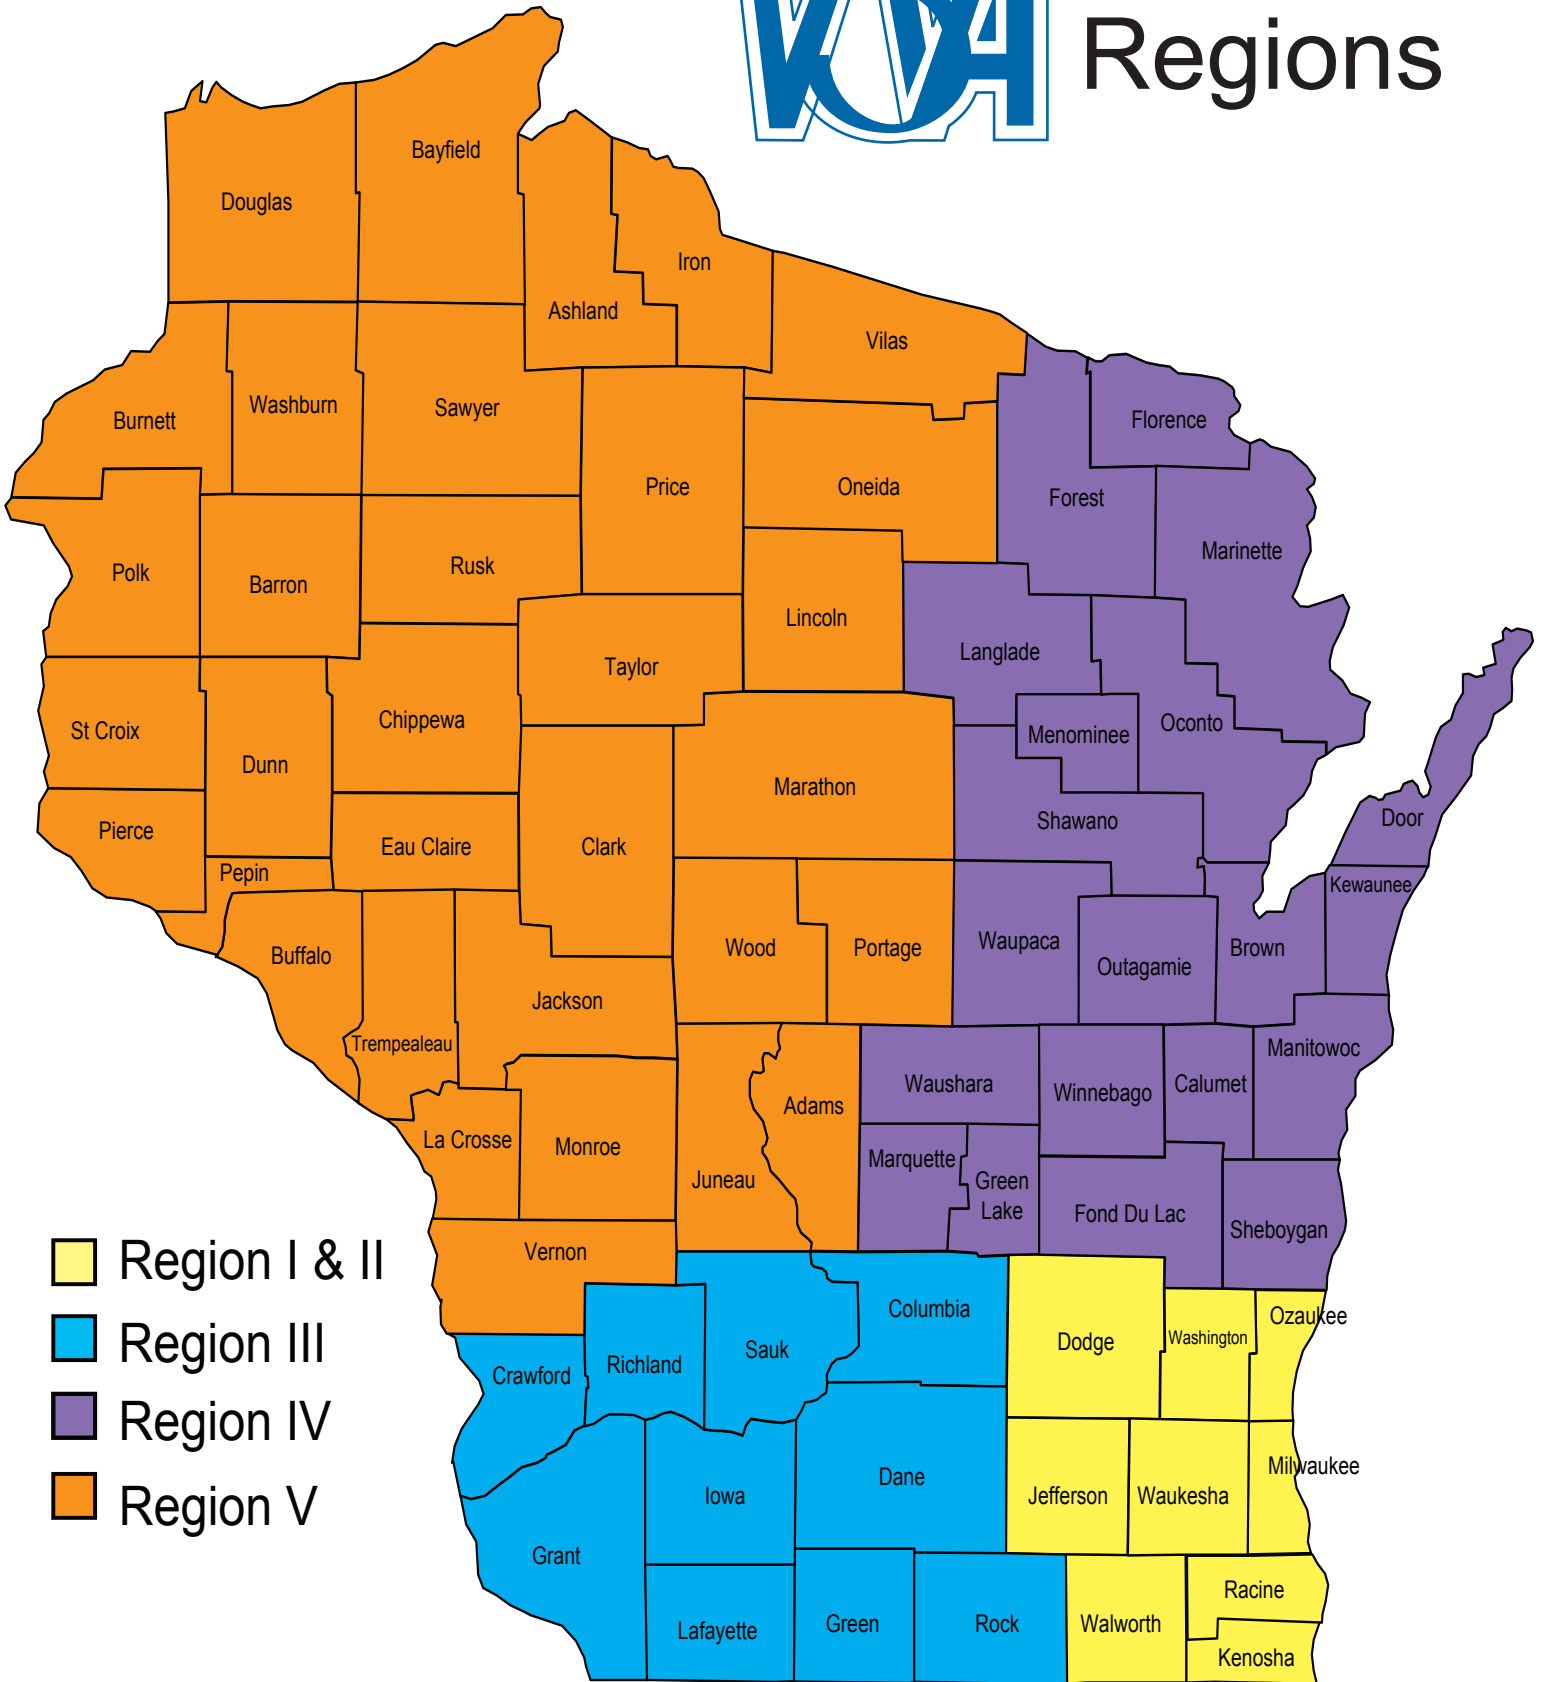 Regions
Bayfield
Douglas
Iron
Ashland
Vilas
Washburn
Sawyer
Burnett
Florence
Price
Oneida
Forest
Marinette
Rusk
Polk
Barron
Lincoln
Langlade
Taylor
Chippewa
Oconto
St Croix
Menominee
Dunn
Marathon
Door
Shawano
Pierce
Eau Claire
Clark
Pepin
Kewaunee
Waupaca
Wood
Portage
Brown
Buffalo
Outagamie
Jackson
Trempealeau
Manitowoc
Waushara
Calumet
Winnebago
Adams
La Crosse
Monroe
Marquette
Juneau
Green
Lake
Fond Du Lac
Sheboygan
Vernon
Region I & II
Columbia
Ozaukee
Washington
Dodge
Region III
Sauk
Richland
Crawford
Region IV
Milwaukee
Dane
Iowa
Jefferson
Waukesha
Region V
Grant
Racine
Green
Rock
Walworth
Lafayette
Kenosha